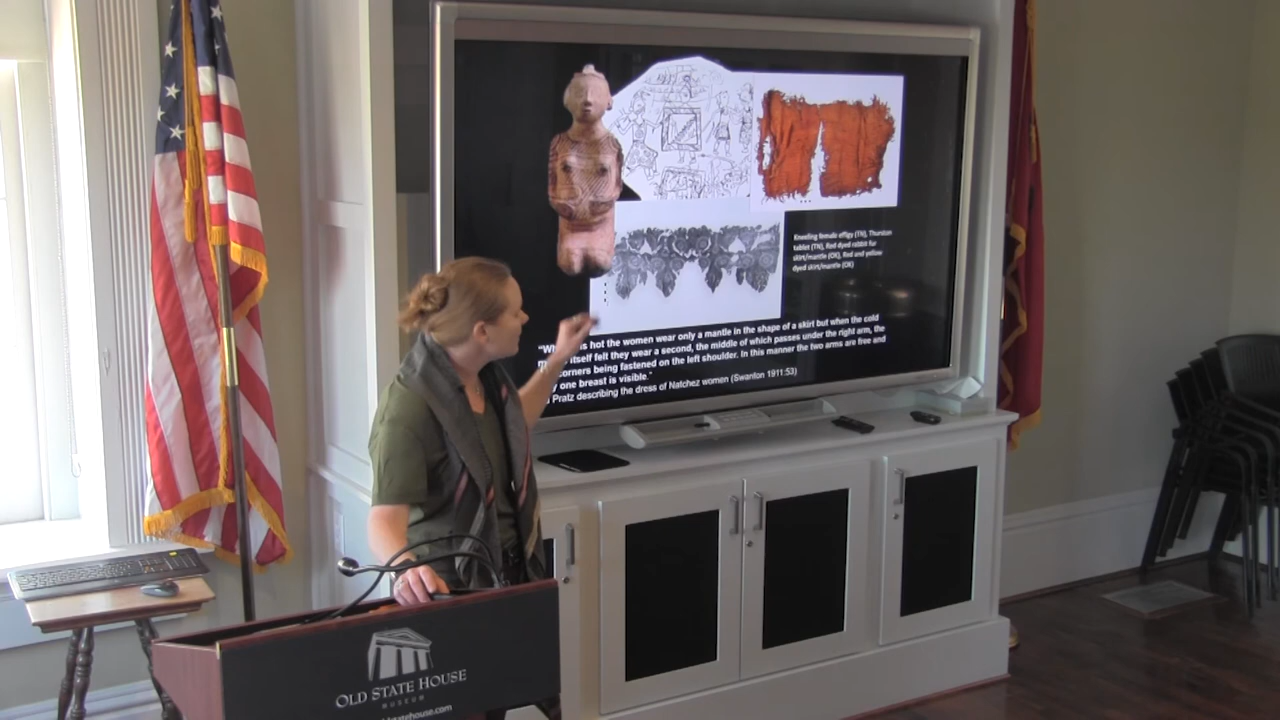 Kneeling female effigy (TN), Thurston
tablet (TN), Red dyed rabbit fur
skirt/mantle (OK), Red and yellow
dyed skirt/mantle (OK)
is hot the women wear only a mantle in the shape of a skirt but when the cold
itself felt they wear a second, the middle of which passes under the right arm, the
corners being fastened on the left shoulder. In this manner the two arms are free and
one breast is visible."
Pratz describing the dress of Natchez women (Swanton 1911:53)
OLD STATE HOUSE
MUSEUM